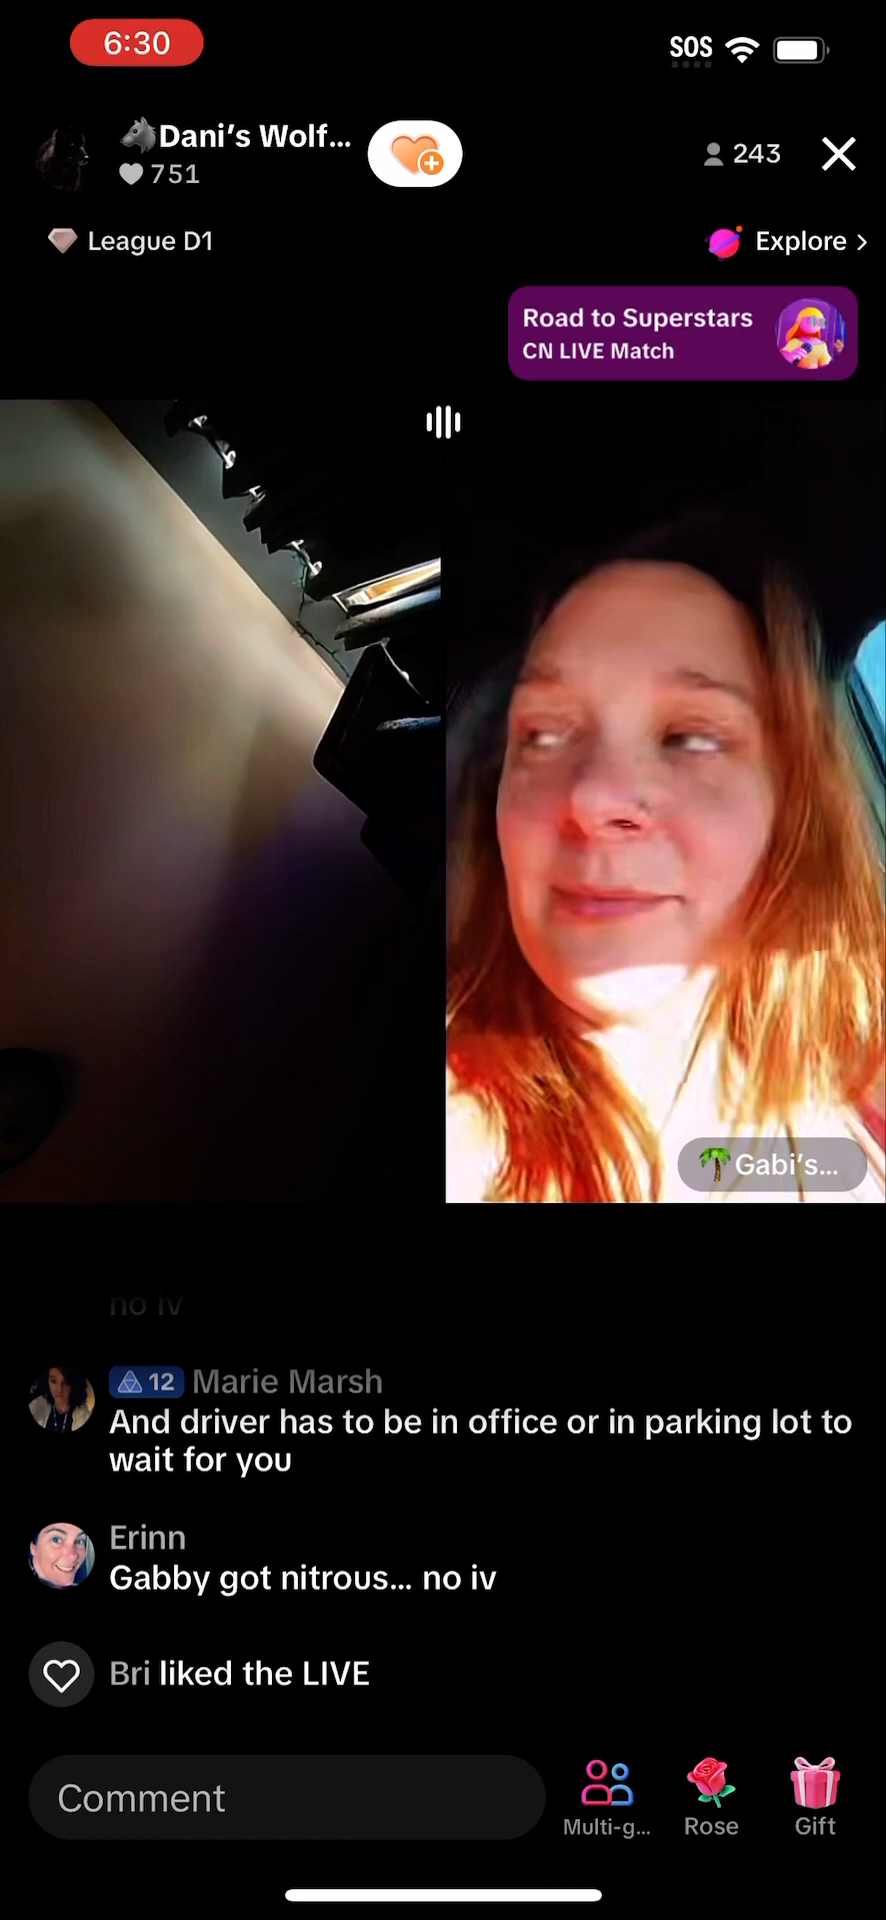 6:30
SOS
🐺Dani's Wolf...
751
243
League D1
Explore >
Road to Superstars
CN LIVE Match
🌴Gabi's...
no iv
12 Marie Marsh
And driver has to be in office or in parking lot to
wait for you
Erinn
Gabby got nitrous... no iv
Bri liked the LIVE
Comment
Multi-g...
Rose
Gift